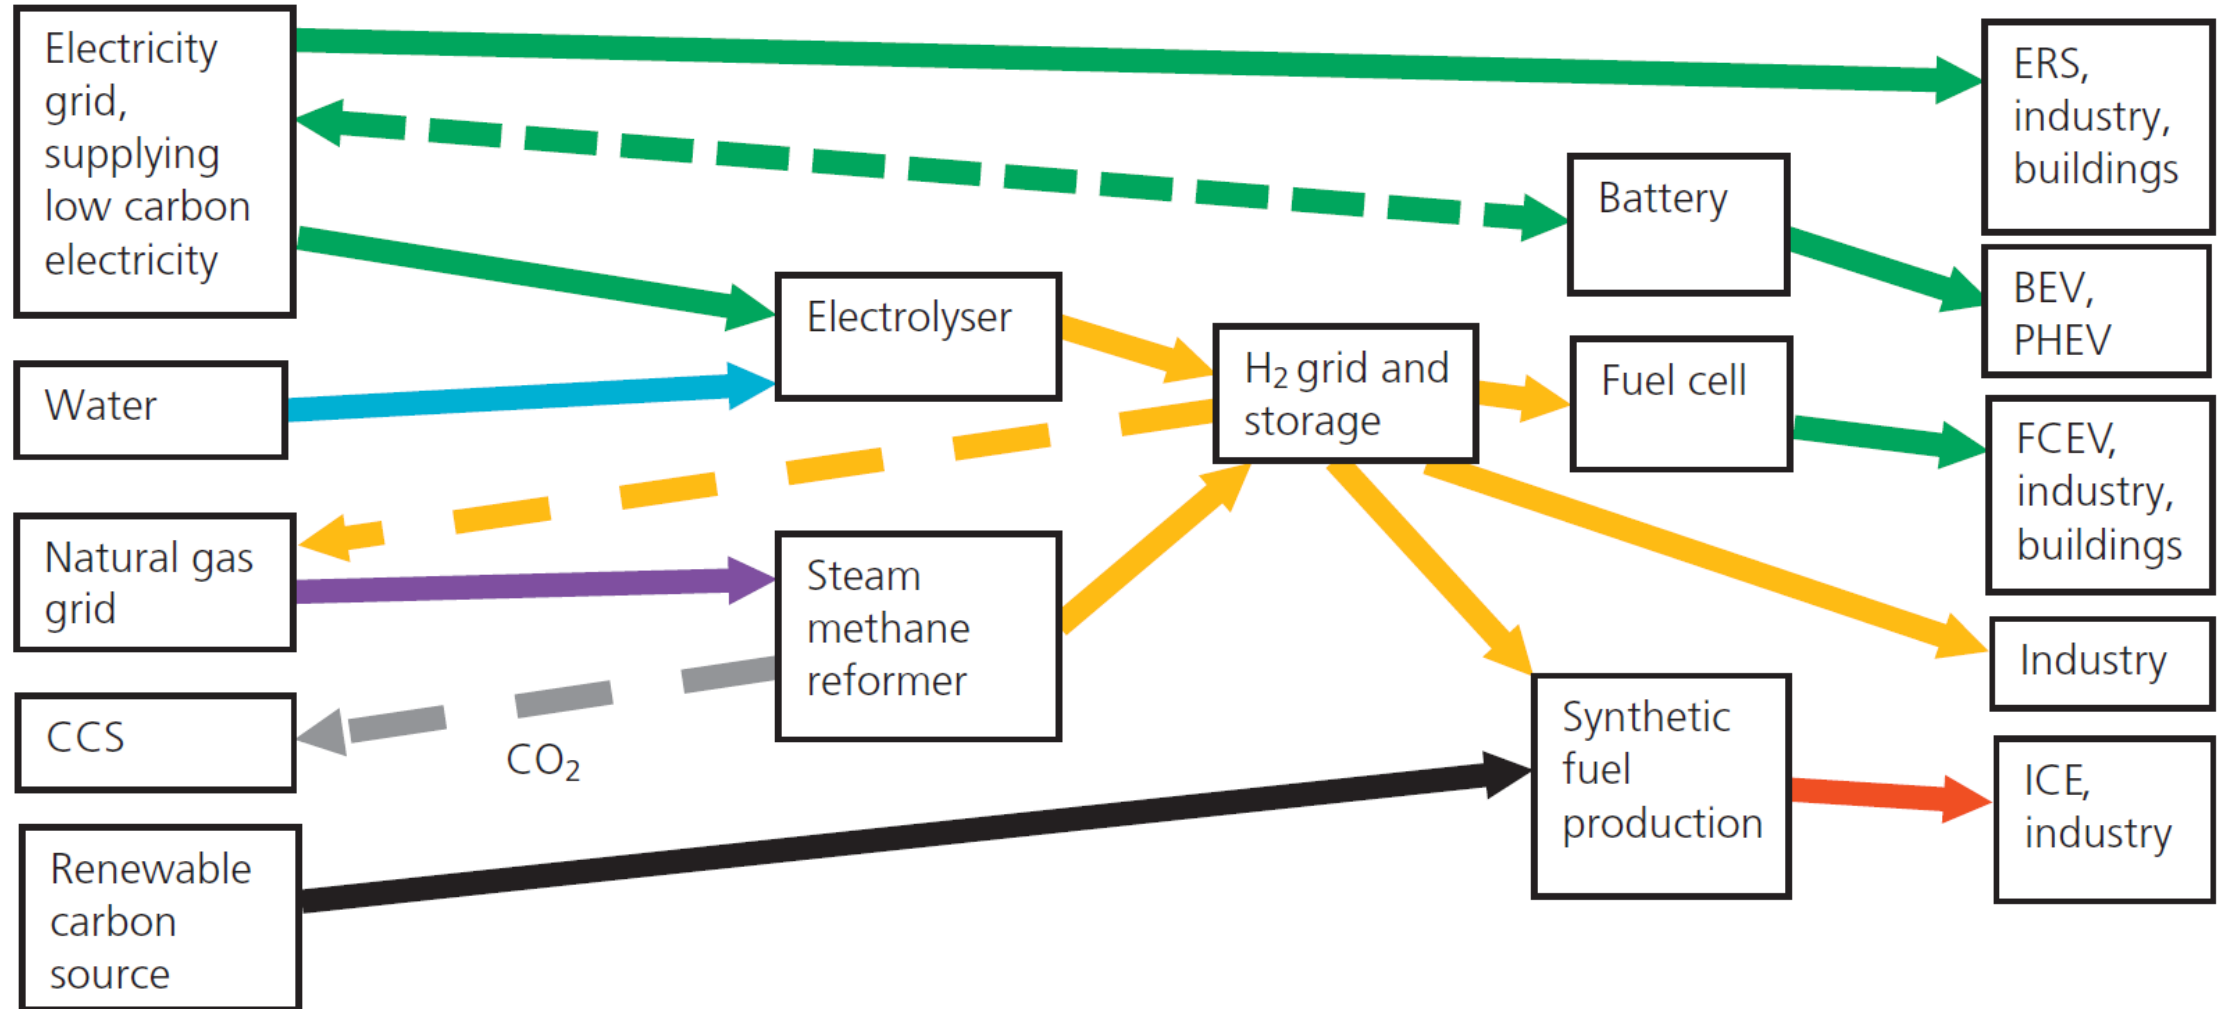 Electricity
grid,
supplying
low carbon
electricity
Water
Natural gas
grid
CCS
Renewable
carbon
source
Electrolyser
Steam
methane
reformer
CO₂
H₂ grid and
storage
Battery
Fuel cell
Synthetic
fuel
production
ERS,
industry,
buildings
BEV,
PHEV
FCEV,
industry,
buildings
Industry
ICE,
industry